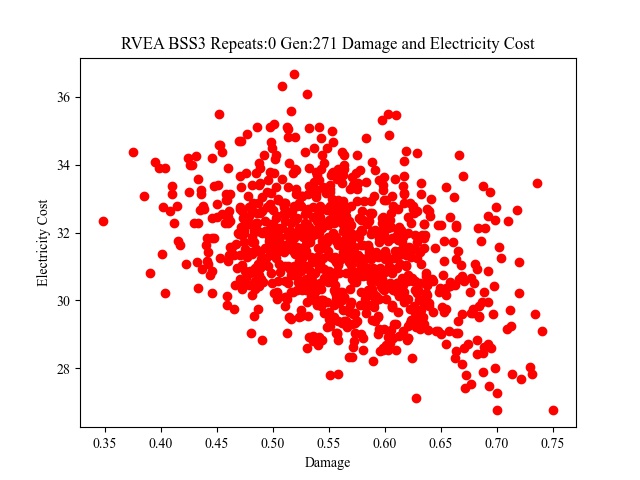 RVEA BSS3 Repeats:0 Gen:271 Damage and Electricity Cost
Electricity Cost
36
34
32
30
28
0.35 0.40 0.45 0.50 0.55 0.60 0.65 0.70 0.75
Damage